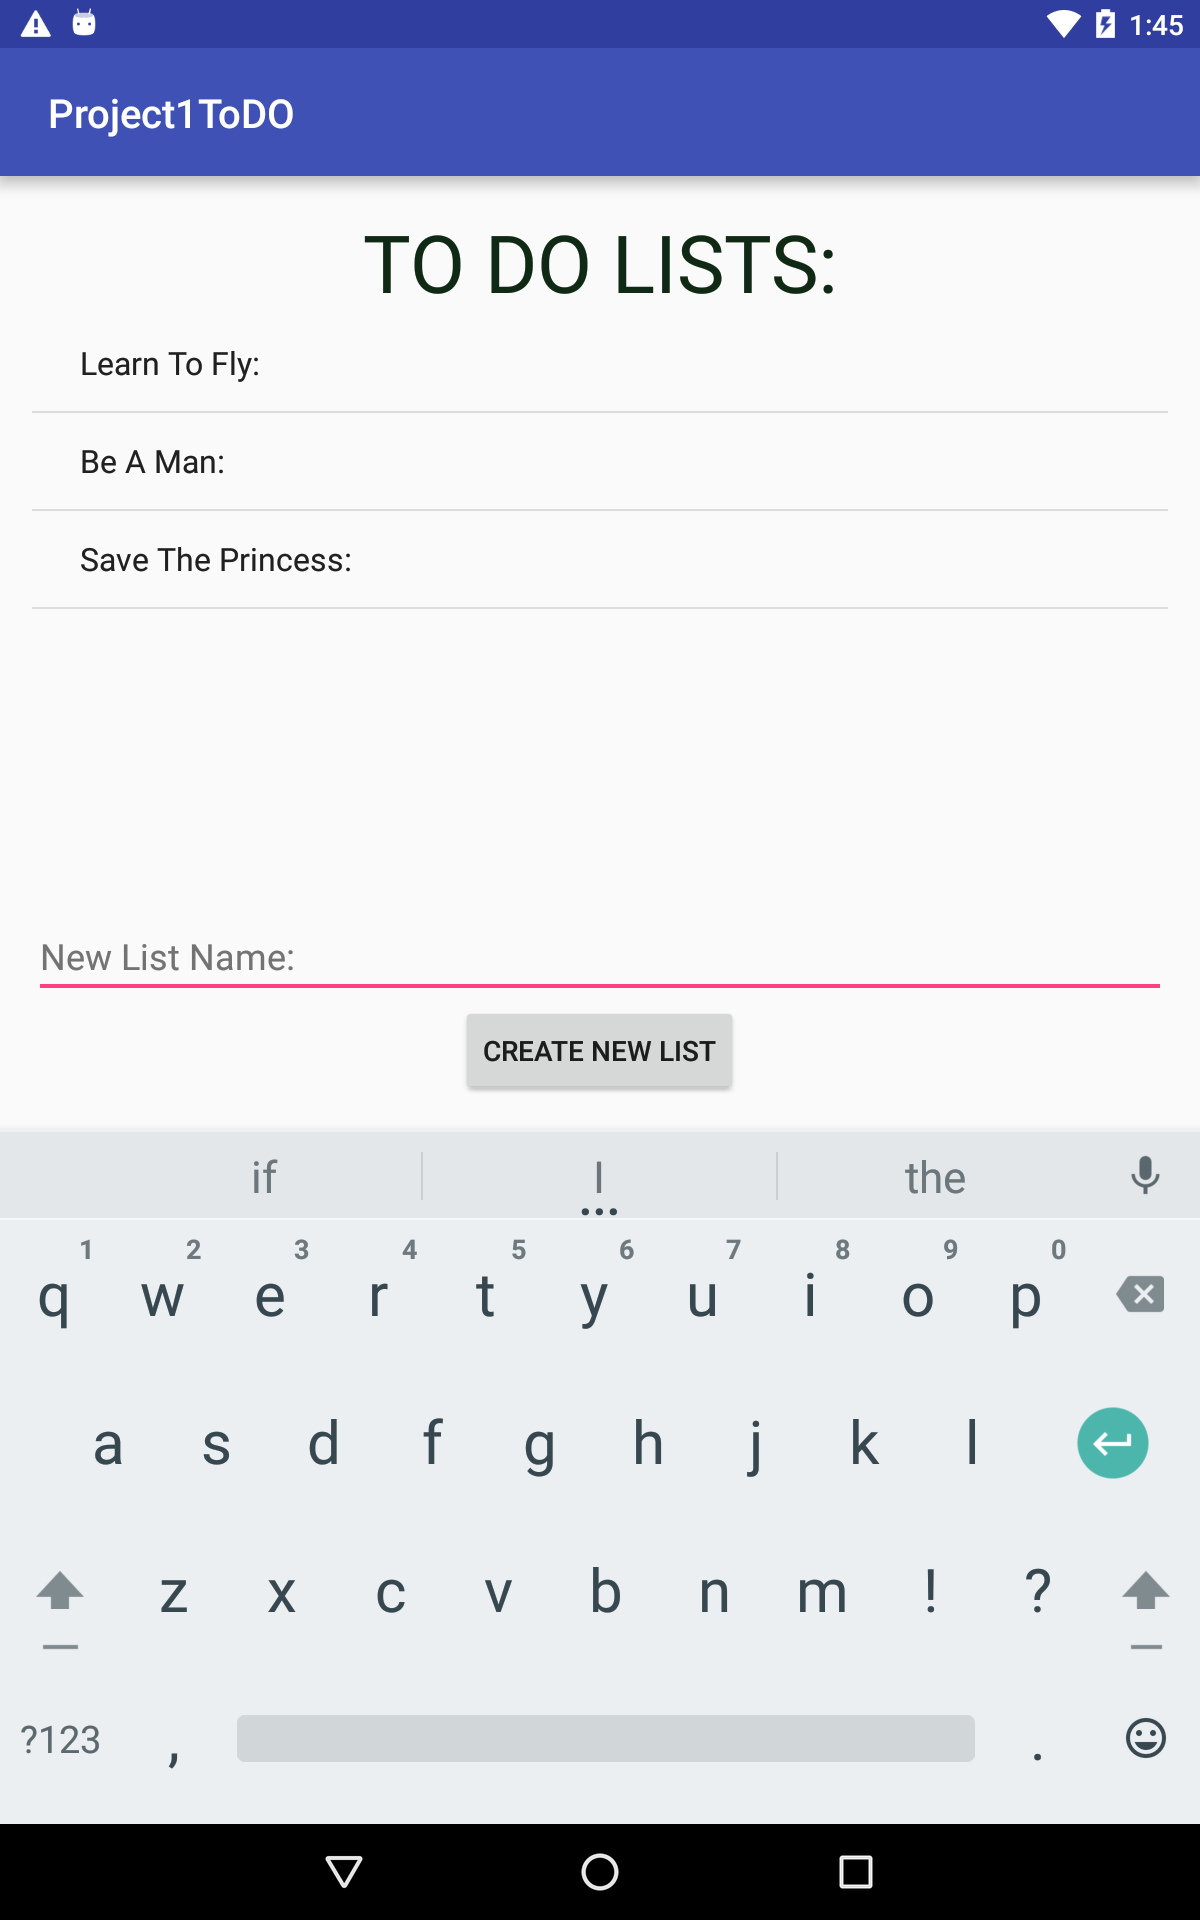 1:45
Project1ToDO
TO DO LISTS:
Learn To Fly:
Be A Man:
Save The Princess:
New List Name:
CREATE NEW LIST
if I the
1 2 3 4 5 6 7 8 9 0
q w e r t y u i o p
a s d f g h j k l
z x c v b n m ! ?
?123 , .